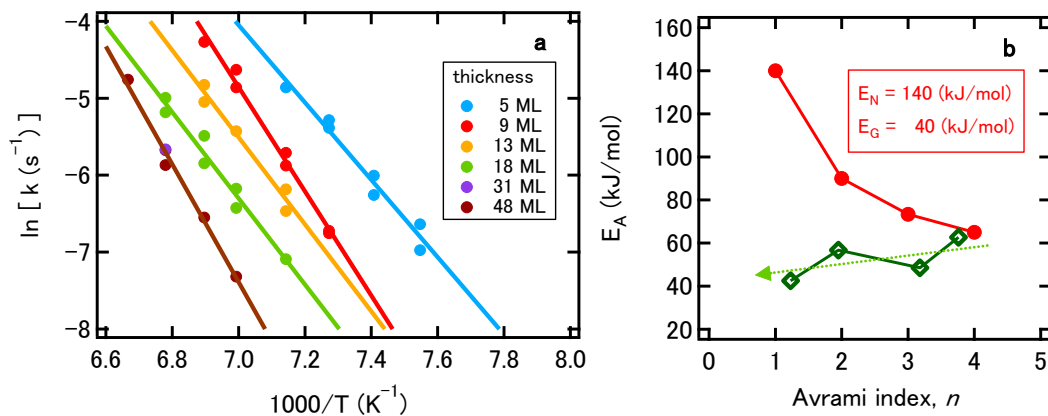 a
-4
-5
-6
-7
-8
ln [ k (s⁻¹) ]
thickness
5 ML
9 ML
13 ML
18 ML
31 ML
48 ML
6.6 6.8 7.0 7.2 7.4 7.6 7.8 8.0
1000/T (K⁻¹)
b
160
140
120
100
80
60
40
20
E_A (kJ/mol)
E_N = 140 (kJ/mol)
E_G = 40 (kJ/mol)
0 1 2 3 4 5
Avrami index, n